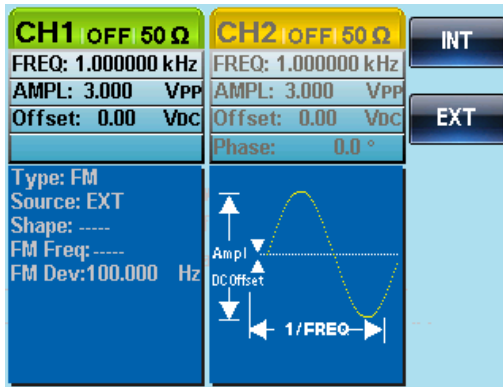 CH1 OFF 50 Ω
FREQ: 1.000000 kHz
AMPL: 3.000 VPP
Offset: 0.00 VDC
Type: FM
Source: EXT
Shape: -----
FM Freq: -----
FM Dev:100.000 Hz
CH2 OFF 50 Ω
FREQ: 1.000000 kHz
AMPL: 3.000 VPP
Offset: 0.00 VDC
Phase: 0.0 °
Ampl
DC Offset
1/FREQ
INT
EXT